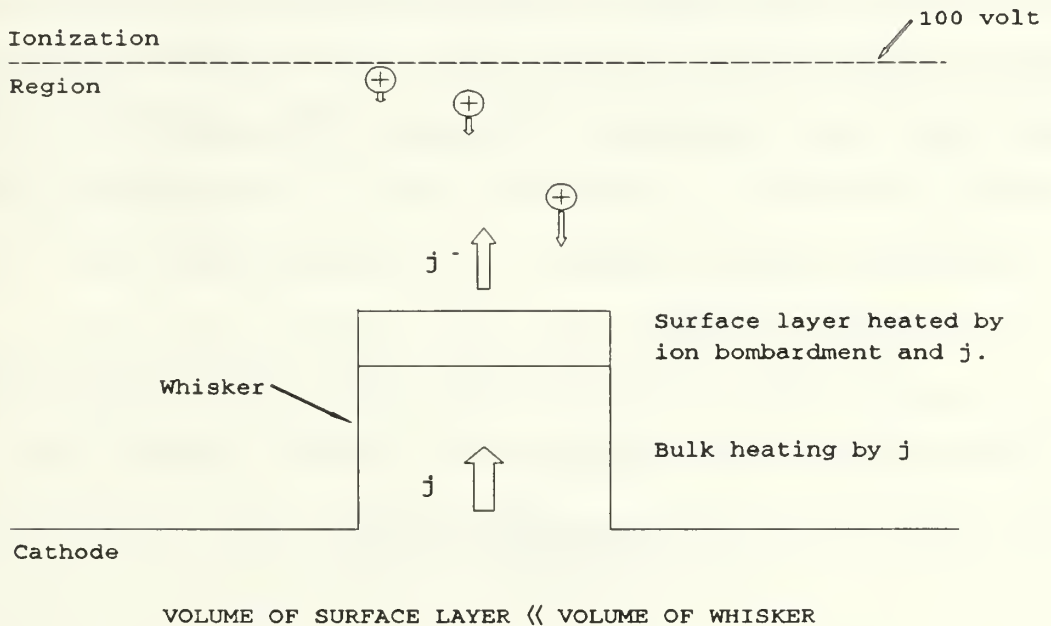 100 volt
Ionization
Region
+
+
+
j -
Surface layer heated by
ion bombardment and j.
Whisker
Bulk heating by j
j
Cathode
VOLUME OF SURFACE LAYER ⟨⟨ VOLUME OF WHISKER